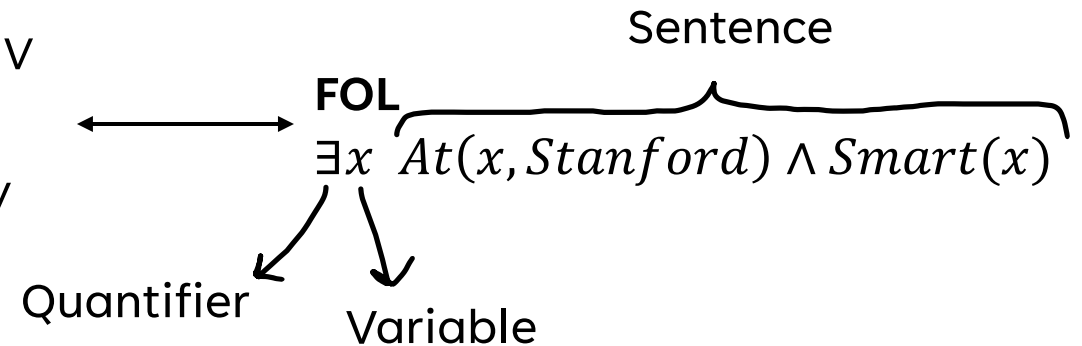 Sentence
V
FOL
∃x At(x, Stanford) ∧ Smart(x)
Quantifier
Variable